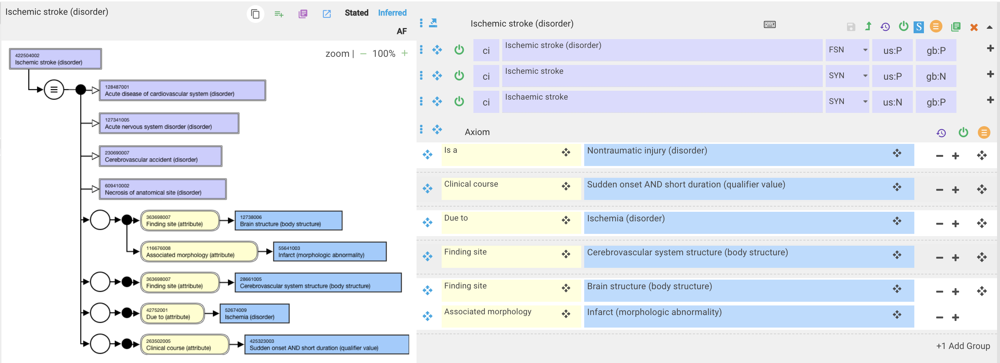 Ischemic stroke (disorder)
Stated Inferred
AF
zoom | − 100% +
422504002
Ischemic stroke (disorder)
128487001
Acute disease of cardiovascular system (disorder)
127341005
Acute nervous system disorder (disorder)
230690007
Cerebrovascular accident (disorder)
609410002
Necrosis of anatomical site (disorder)
363698007
Finding site (attribute)
12738006
Brain structure (body structure)
116676008
Associated morphology (attribute)
55641003
Infarct (morphologic abnormality)
363698007
Finding site (attribute)
28661005
Cerebrovascular system structure (body structure)
42752001
Due to (attribute)
52674009
Ischemia (disorder)
263502005
Clinical course (attribute)
425323003
Sudden onset AND short duration (qualifier value)
Ischemic stroke (disorder)
S
ci Ischemic stroke (disorder) FSN us:P gb:P +
ci Ischemic stroke SYN us:P gb:N +
ci Ischaemic stroke SYN us:N gb:P +
Axiom
Is a Nontraumatic injury (disorder) − +
Clinical course Sudden onset AND short duration (qualifier value) − +
Due to Ischemia (disorder) − +
Finding site Cerebrovascular system structure (body structure) − +
Finding site Brain structure (body structure) − +
Associated morphology Infarct (morphologic abnormality) − +
+1 Add Group